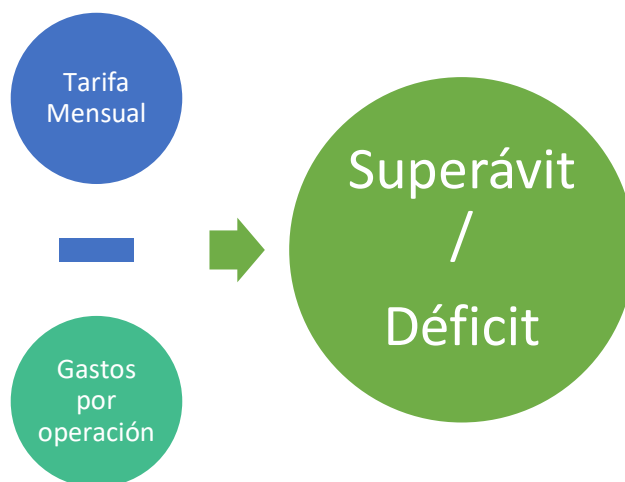 Tarifa
Mensual
Gastos
por
operación
Superávit
/
Déficit